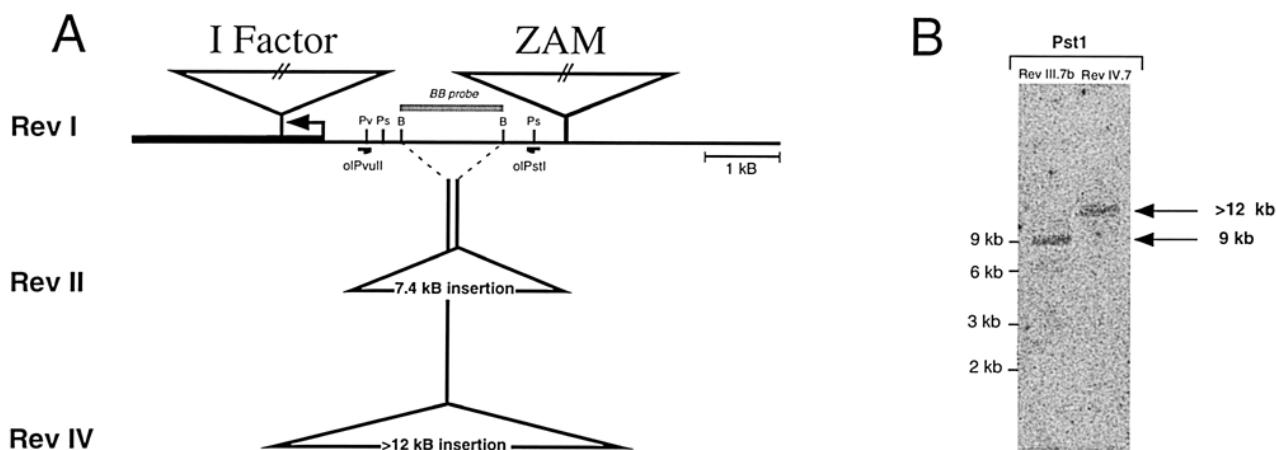 A
I Factor
ZAM
BB probe
Rev I
Pv Ps B B Ps
olPvuII olPstI
1 kB
Rev II
7.4 kB insertion
Rev IV
>12 kB insertion
B
Pst1
Rev III.7b Rev IV.7
>12 kb
9 kb 9 kb
6 kb
3 kb
2 kb